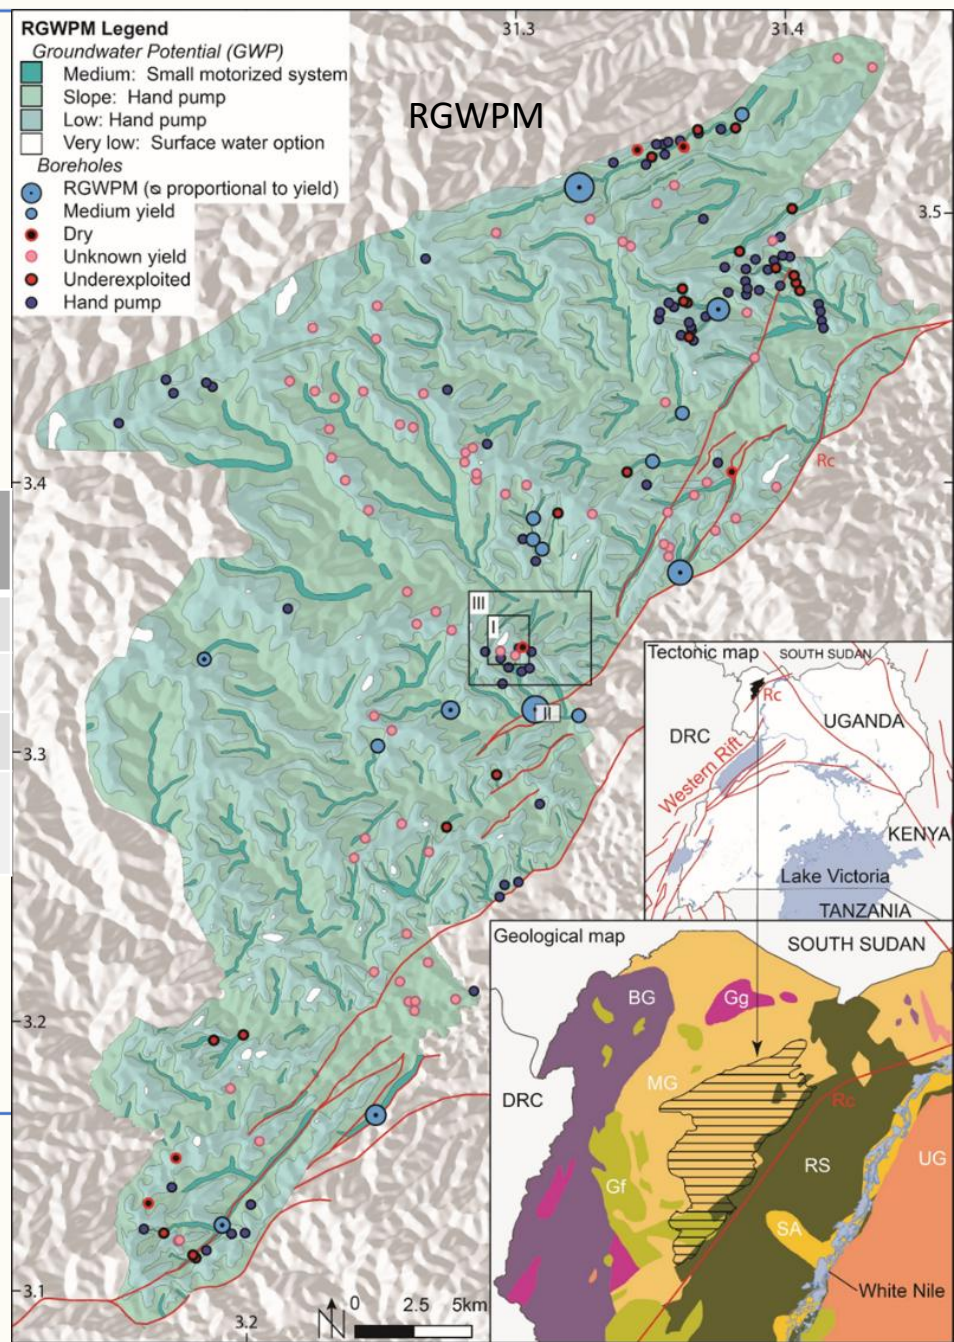 RGWPM Legend
Groundwater Potential (GWP)
Medium: Small motorized system
Slope: Hand pump
Low: Hand pump
Very low: Surface water option
Boreholes
RGWPM (⌀ proportional to yield)
Medium yield
Dry
Unknown yield
Underexploited
Hand pump
RGWPM
31.3
31.4
3.5
3.4
3.3
3.2
3.1
3.2
Rc
III
I
II
N
0 2.5 5km
Tectonic map
SOUTH SUDAN
Rc
DRC
UGANDA
Western Rift
KENYA
Lake Victoria
TANZANIA
Geological map
SOUTH SUDAN
BG
Gg
MG
DRC
Rc
RS
UG
Gf
SA
White Nile